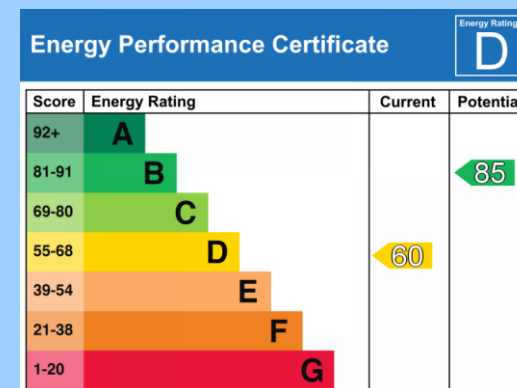 Energy Performance Certificate
Energy Rating
D
Score Energy Rating Current Potentia
92+ A
81-91 B 85
69-80 C
55-68 D 60
39-54 E
21-38 F
1-20 G